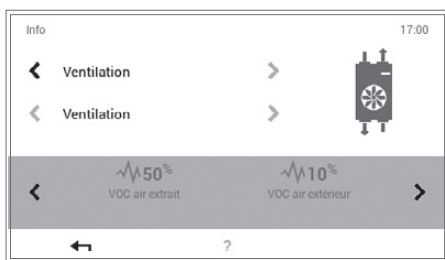 Info 17:00
Ventilation
Ventilation
50% 10%
VOC air extrait VOC air extérieur
?